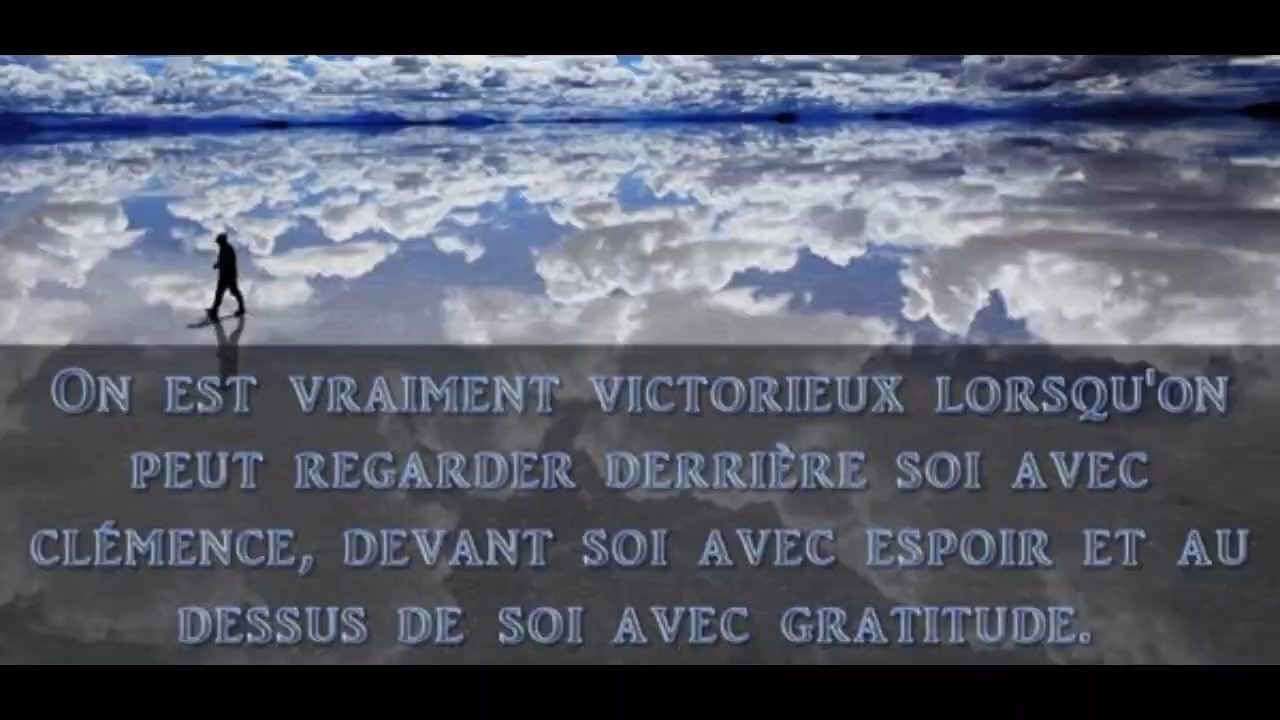 On est vraiment victorieux lorsqu'on
peut regarder derrière soi avec
clémence, devant soi avec espoir et au
dessus de soi avec gratitude.